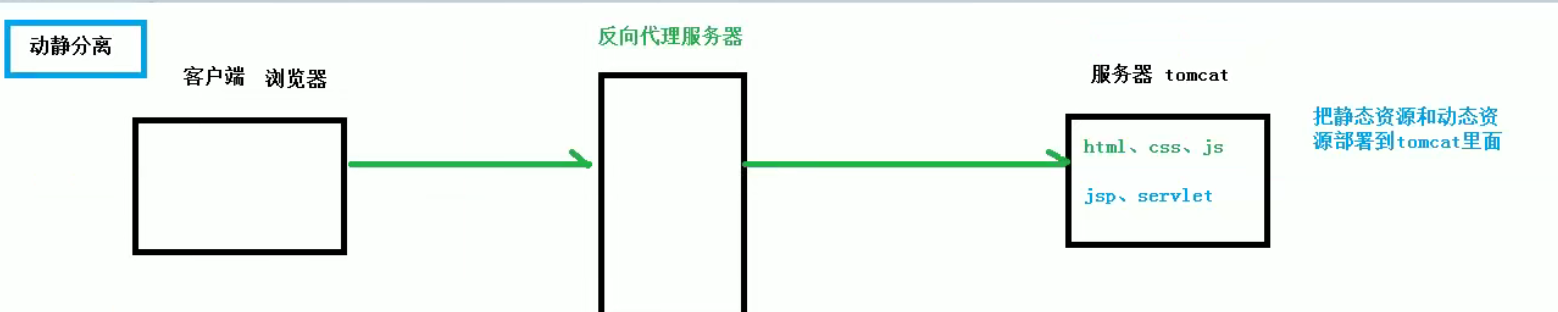 动静分离
反向代理服务器
客户端 浏览器
服务器 tomcat
html、css、js
jsp、servlet
把静态资源和动态资
源部署到tomcat里面